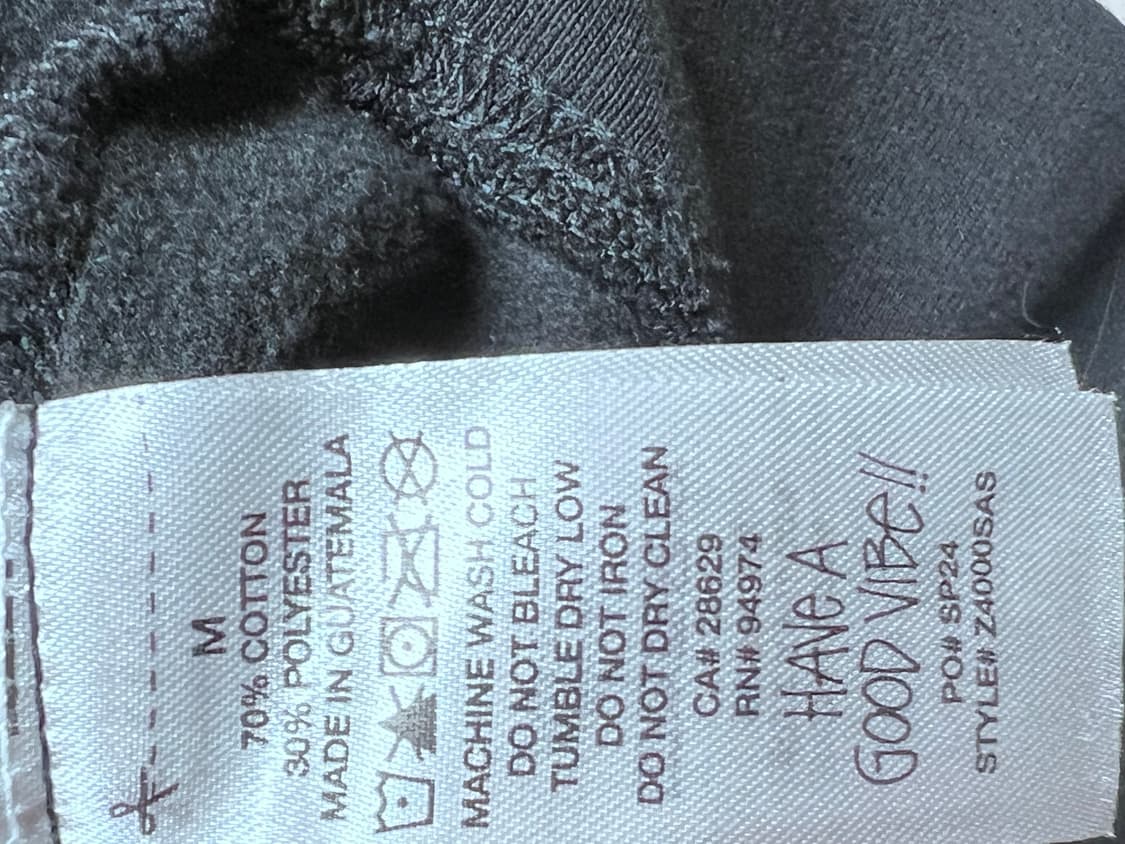 M
70% COTTON
30% POLYESTER
MADE IN GUATEMALA
MACHINE WASH COLD
DO NOT BLEACH
TUMBLE DRY LOW
DO NOT IRON
DO NOT DRY CLEAN
CA# 28629
RN# 94974
HAVE A
GOOD VIBE!!
PO# SP24
STYLE# Z4000SAS